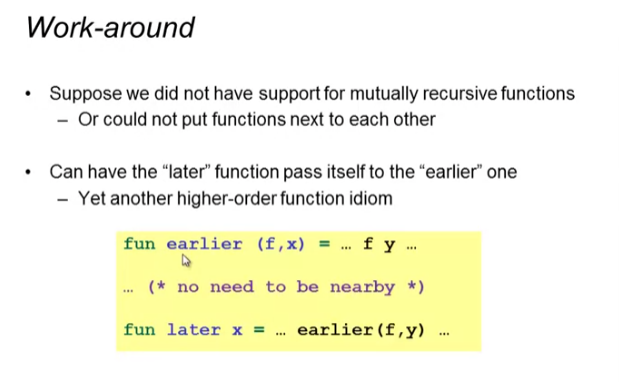 Work-around
• Suppose we did not have support for mutually recursive functions
– Or could not put functions next to each other
• Can have the “later” function pass itself to the “earlier” one
– Yet another higher-order function idiom
fun earlier (f,x) = … f y …
… (* no need to be nearby *)
fun later x = … earlier(f,y) …